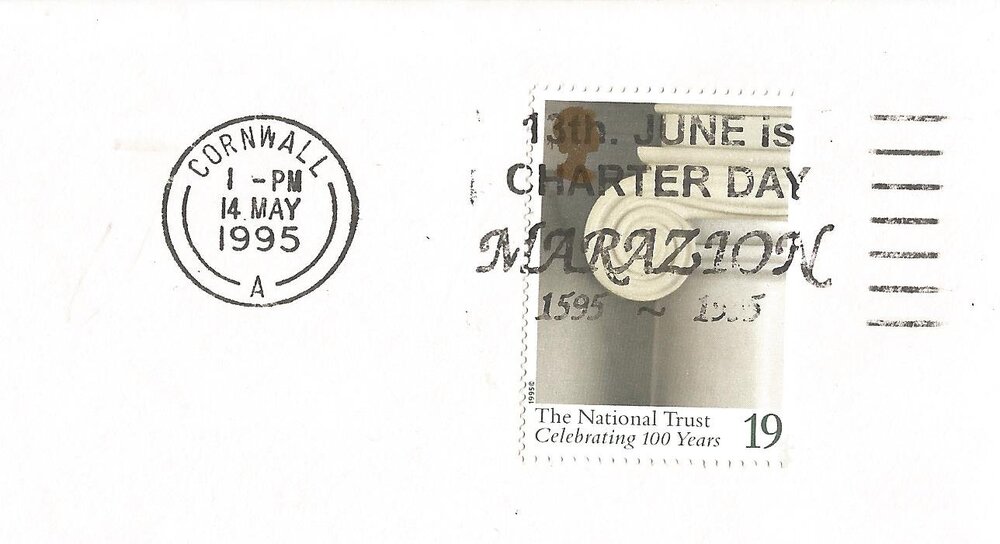 CORNWALL
1 -PM
14 MAY
1995
A
13th. JUNE is
CHARTER DAY
MARAZION
1595 ~ 1995
1995©
The National Trust
Celebrating 100 Years
19